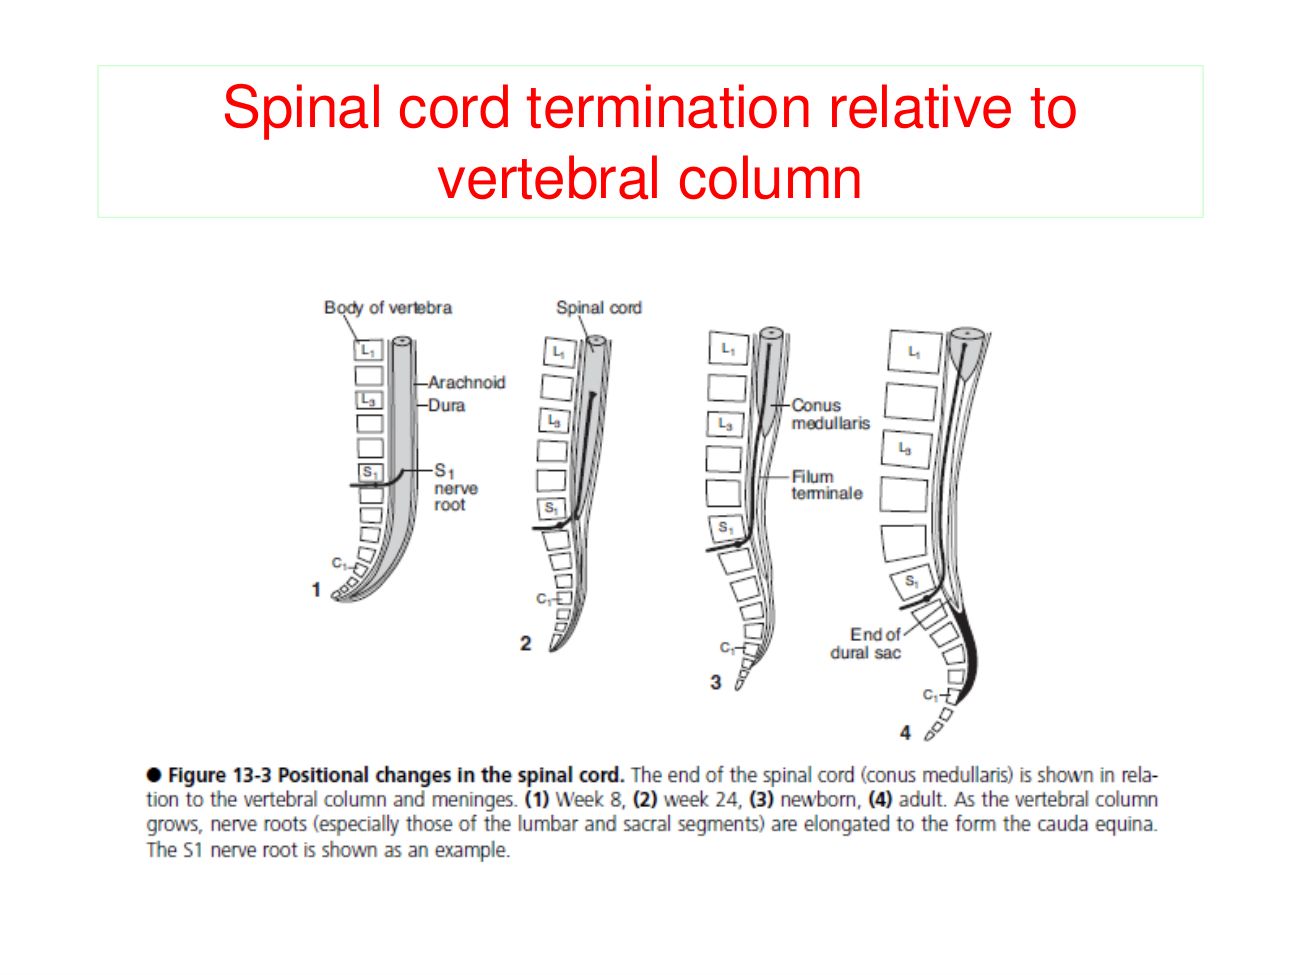 Spinal cord termination relative to
vertebral column
Body of vertebra
Spinal cord
L1
L3
S1
C1
Arachnoid
Dura
S1
nerve
root
1
L1
L3
S1
C1
2
L1
L3
S1
C1
Conus
medullaris
Filum
terminale
3
L1
L3
S1
End of
dural sac
C1
4
● Figure 13-3 Positional changes in the spinal cord. The end of the spinal cord (conus medullaris) is shown in rela-
tion to the vertebral column and meninges. (1) Week 8, (2) week 24, (3) newborn, (4) adult. As the vertebral column
grows, nerve roots (especially those of the lumbar and sacral segments) are elongated to the form the cauda equina.
The S1 nerve root is shown as an example.